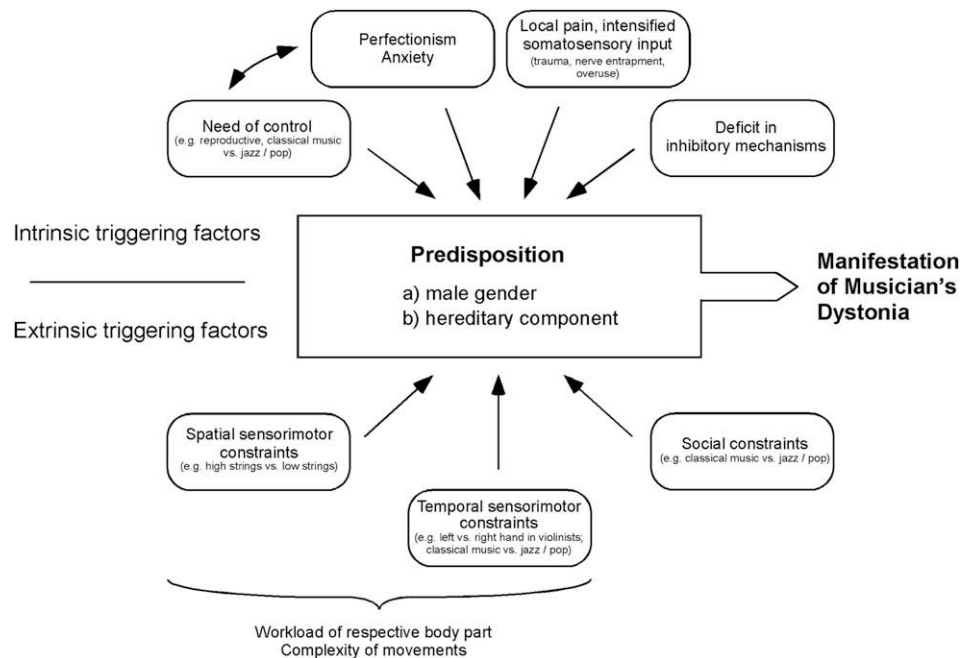 Perfectionism
Anxiety
Local pain, intensified
somatosensory input
(trauma, nerve entrapment,
overuse)
Need of control
(e.g. reproductive, classical music
vs. jazz / pop)
Deficit in
inhibitory mechanisms
Intrinsic triggering factors
Extrinsic triggering factors
Predisposition
a) male gender
b) hereditary component
Manifestation
of Musician's
Dystonia
Spatial sensorimotor
constraints
(e.g. high strings vs. low strings)
Temporal sensorimotor
constraints
(e.g. left vs. right hand in violinists;
classical music vs. jazz / pop)
Social constraints
(e.g. classical music vs. jazz / pop)
Workload of respective body part
Complexity of movements